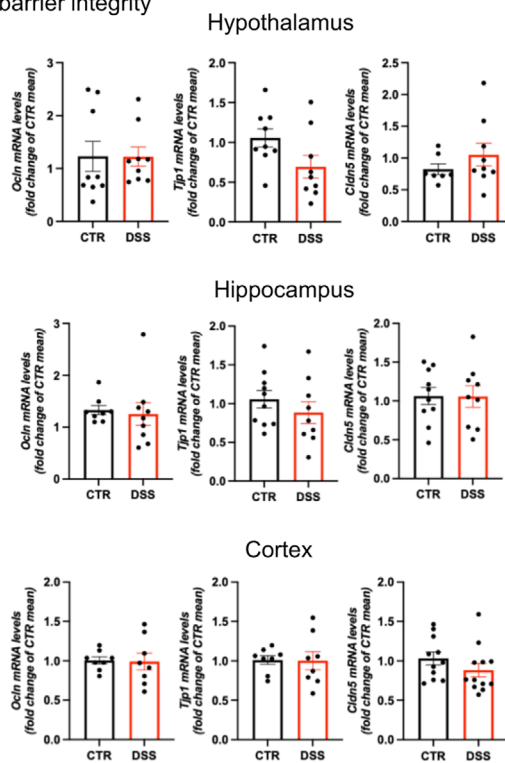 barrier integrity
Hypothalamus
Ocln mRNA levels
(fold change of CTR mean)
3
2
1
0
CTR DSS
Tjp1 mRNA levels
(fold change of CTR mean)
2.0
1.5
1.0
0.5
0.0
CTR DSS
Cldn5 mRNA levels
(fold change of CTR mean)
2.5
2.0
1.5
1.0
0.5
0.0
CTR DSS
Hippocampus
Ocln mRNA levels
(fold change of CTR mean)
3
2
1
0
CTR DSS
Tjp1 mRNA levels
(fold change of CTR mean)
2.0
1.5
1.0
0.5
0.0
CTR DSS
Cldn5 mRNA levels
(fold change of CTR mean)
2.0
1.5
1.0
0.5
0.0
CTR DSS
Cortex
Ocln mRNA levels
(fold change of CTR mean)
2.0
1.5
1.0
0.5
0.0
CTR DSS
Tjp1 mRNA levels
(fold change of CTR mean)
2.0
1.5
1.0
0.5
0.0
CTR DSS
Cldn5 mRNA levels
(fold change of CTR mean)
2.0
1.5
1.0
0.5
0.0
CTR DSS